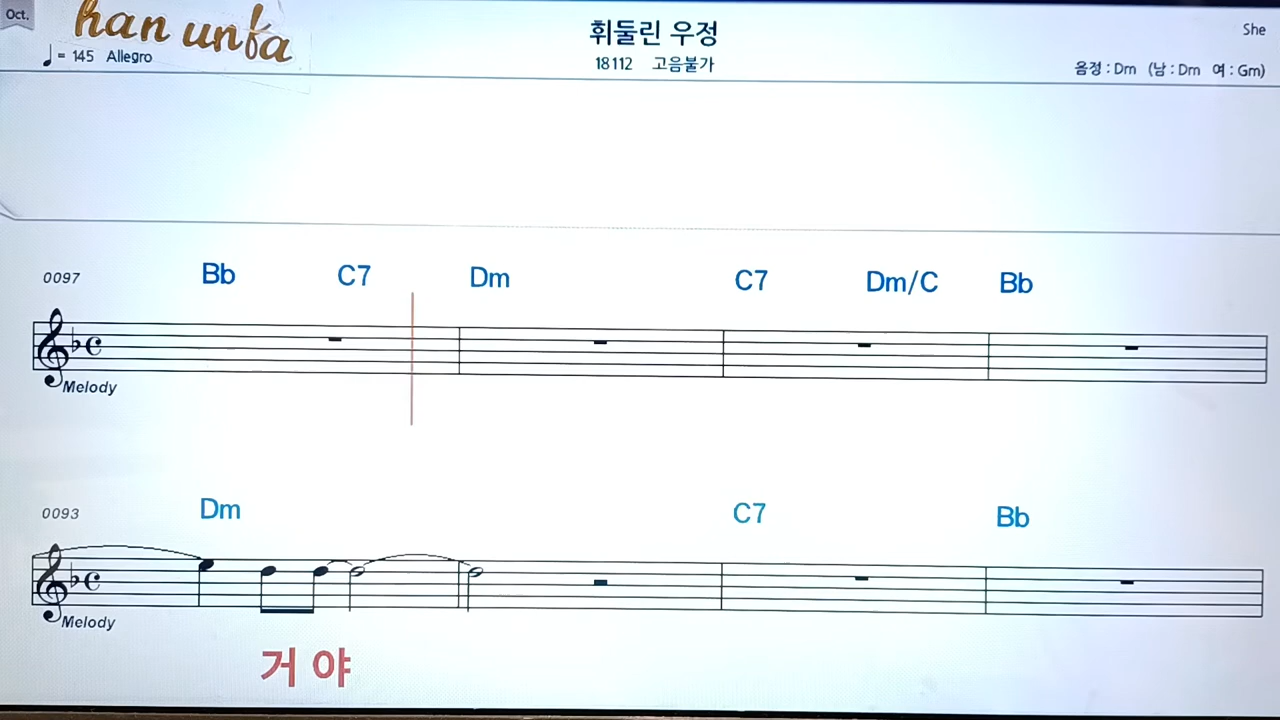 Oct.
han unfa
♩= 145 Allegro
휘둘린 우정
18112 고음불가
She
음정 : Dm (남 : Dm 여 : Gm)
0097 Bb C7 Dm C7 Dm/C Bb
Melody
0093 Dm C7 Bb
Melody
거 야